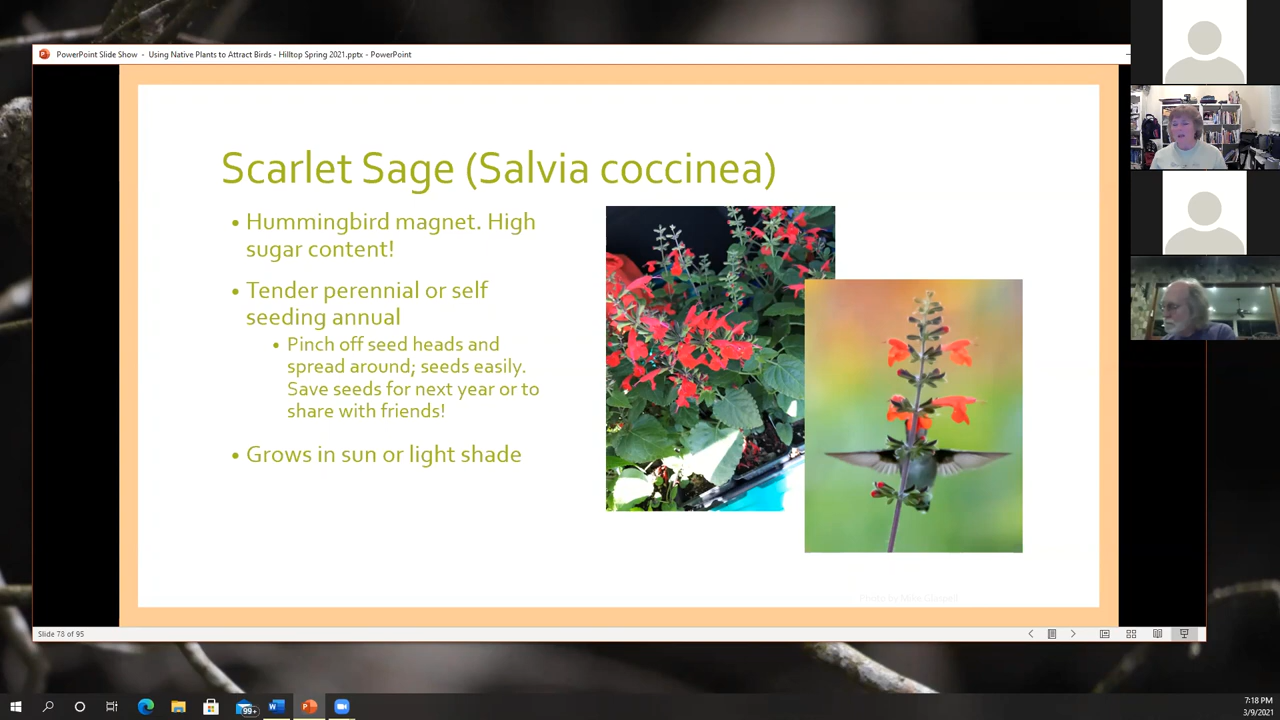 PowerPoint Slide Show - Using Native Plants to Attract Birds - Hilltop Spring 2021.pptx - PowerPoint
Scarlet Sage (Salvia coccinea)
• Hummingbird magnet. High
sugar content!
• Tender perennial or self
seeding annual
• Pinch off seed heads and
spread around; seeds easily.
Save seeds for next year or to
share with friends!
• Grows in sun or light shade
Slide 78 of 95
99+
7:18 PM
3/9/2021